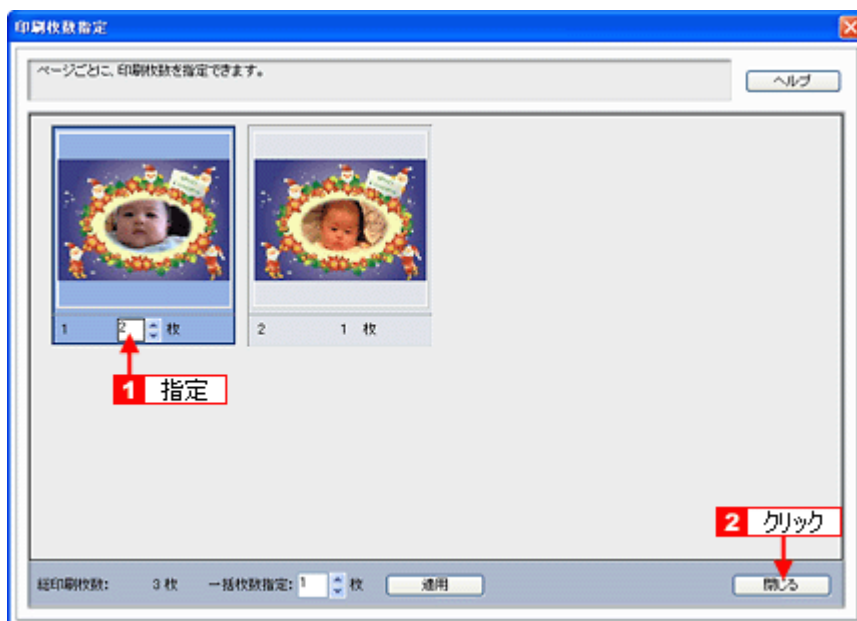 印刷枚数指定
ページごとに、印刷枚数を指定できます。
ヘルプ
1 2 枚
2 1 枚
1 指定
2 クリック
総印刷枚数: 3 枚 一括枚数指定: 1 枚 適用 閉じる